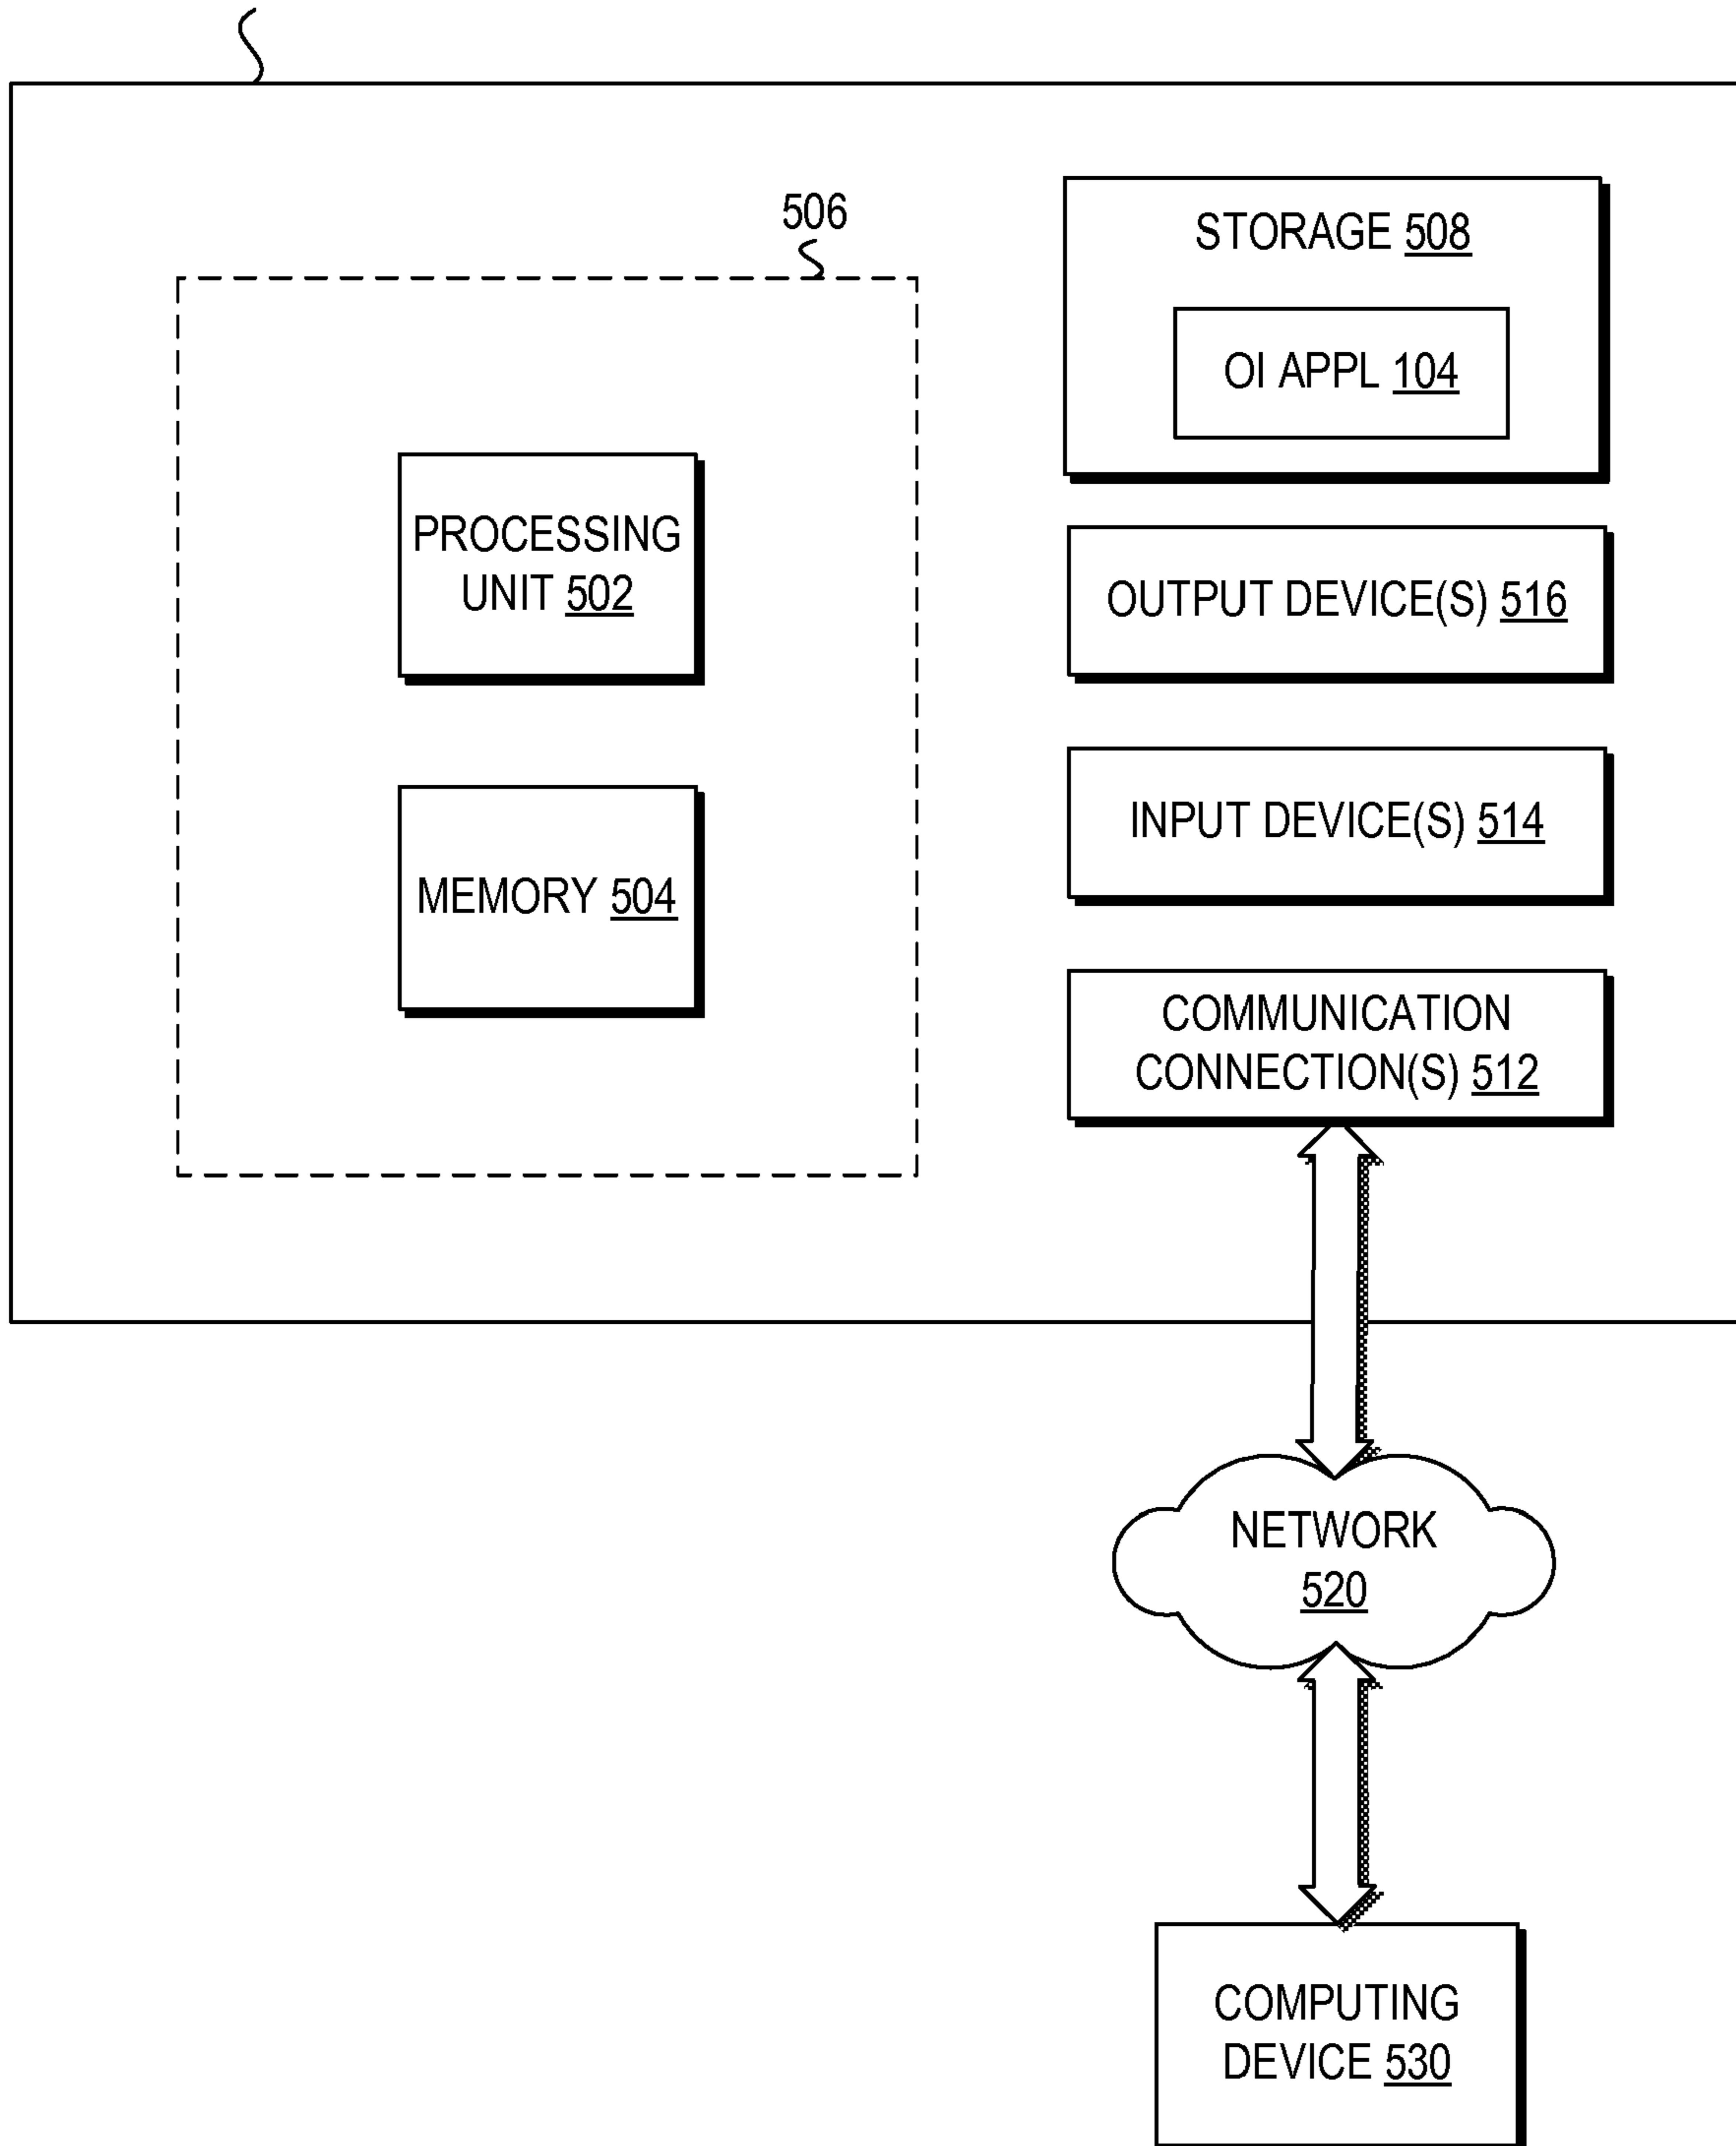 506
STORAGE 508
OI APPL 104
PROCESSING
UNIT 502
OUTPUT DEVICE(S) 516
INPUT DEVICE(S) 514
MEMORY 504
COMMUNICATION
CONNECTION(S) 512
NETWORK
520
COMPUTING
DEVICE 530